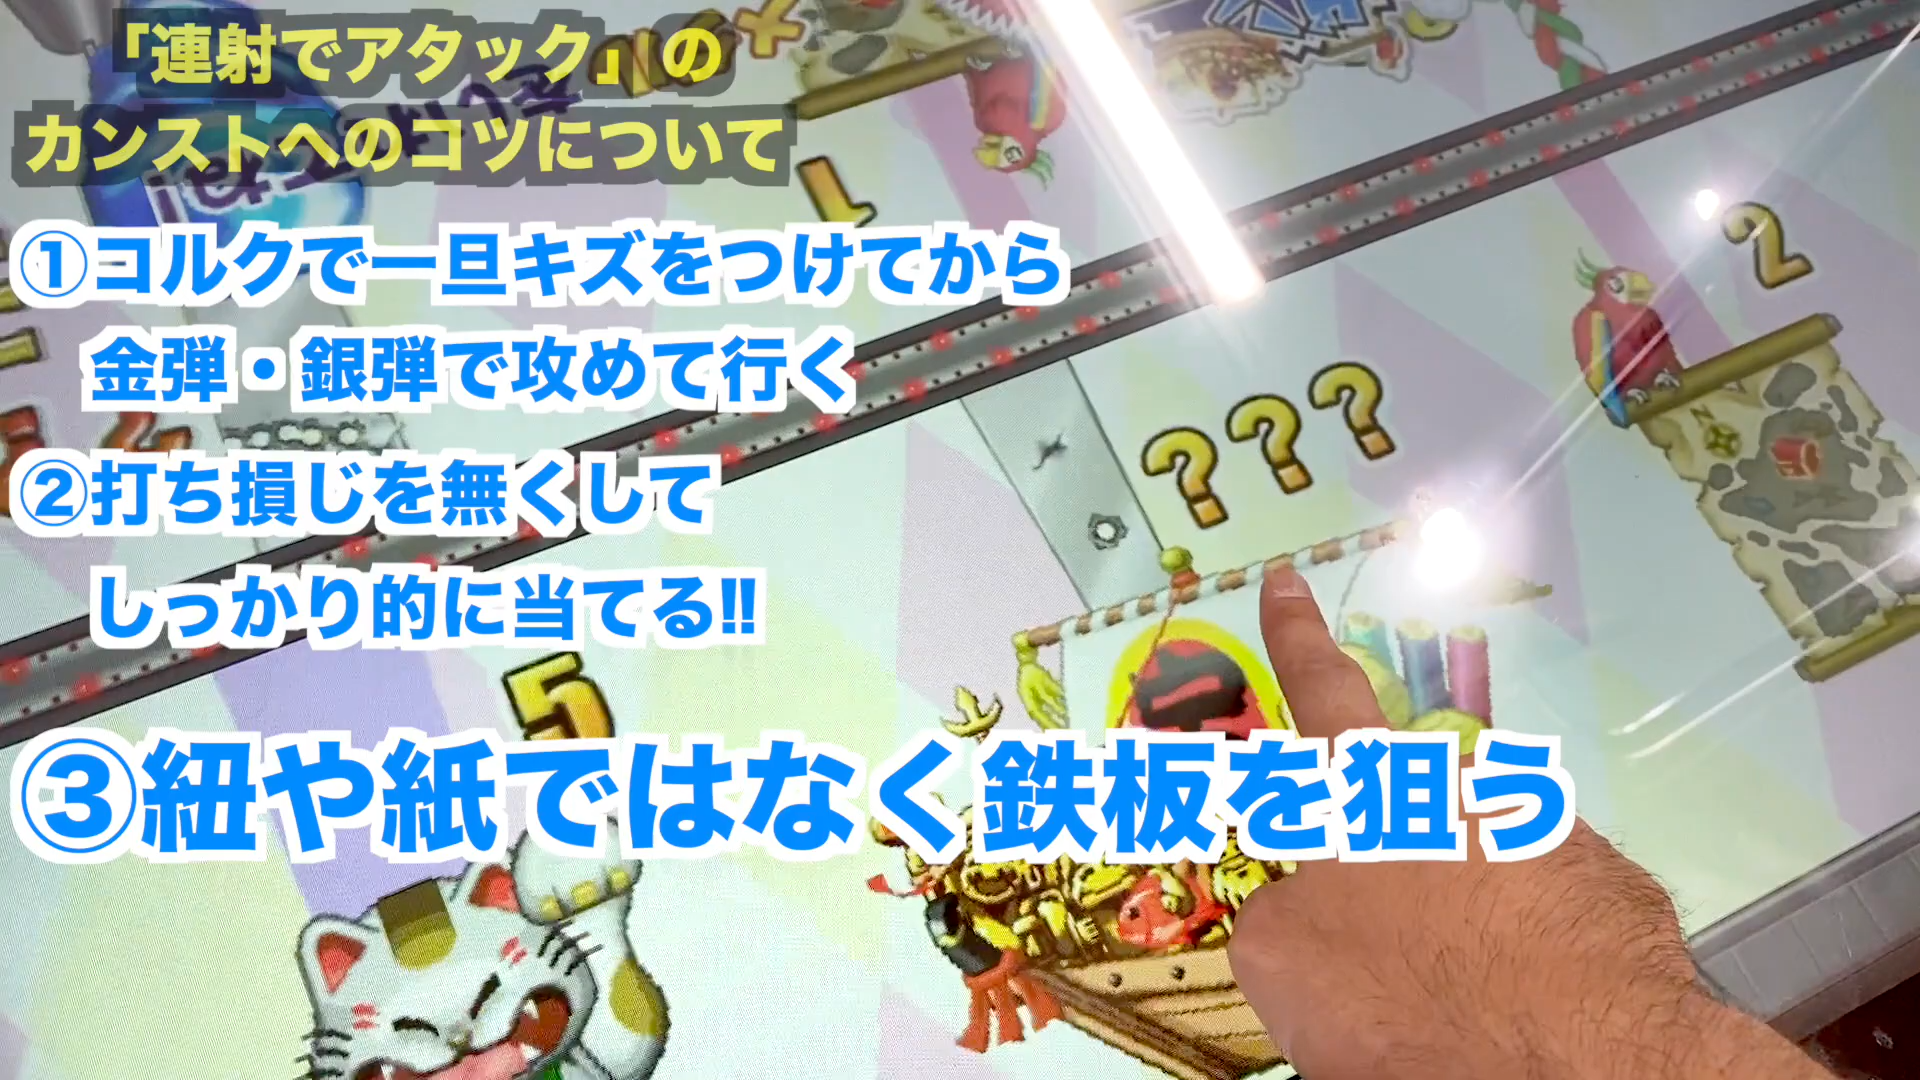 「連射でアタック」の
カンストへのコツについて
①コルクで一旦キズをつけてから
金弾・銀弾で攻めて行く
②打ち損じを無くして
しっかり的に当てる!!
③紐や紙ではなく鉄板を狙う
1
2
???
5